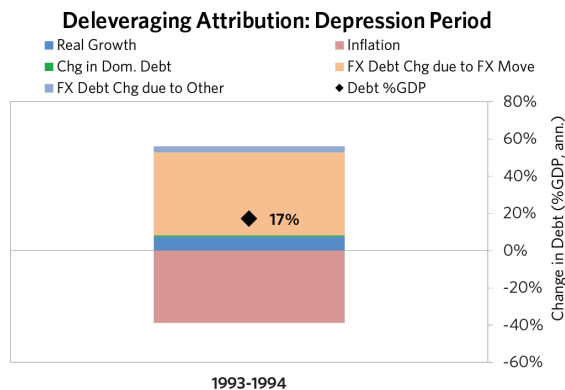 Deleveraging Attribution: Depression Period
Real Growth
Inflation
Chg in Dom. Debt
FX Debt Chg due to FX Move
FX Debt Chg due to Other
Debt %GDP
80%
60%
40%
20%
0%
-20%
-40%
-60%
Change in Debt (%GDP, ann.)
17%
1993-1994